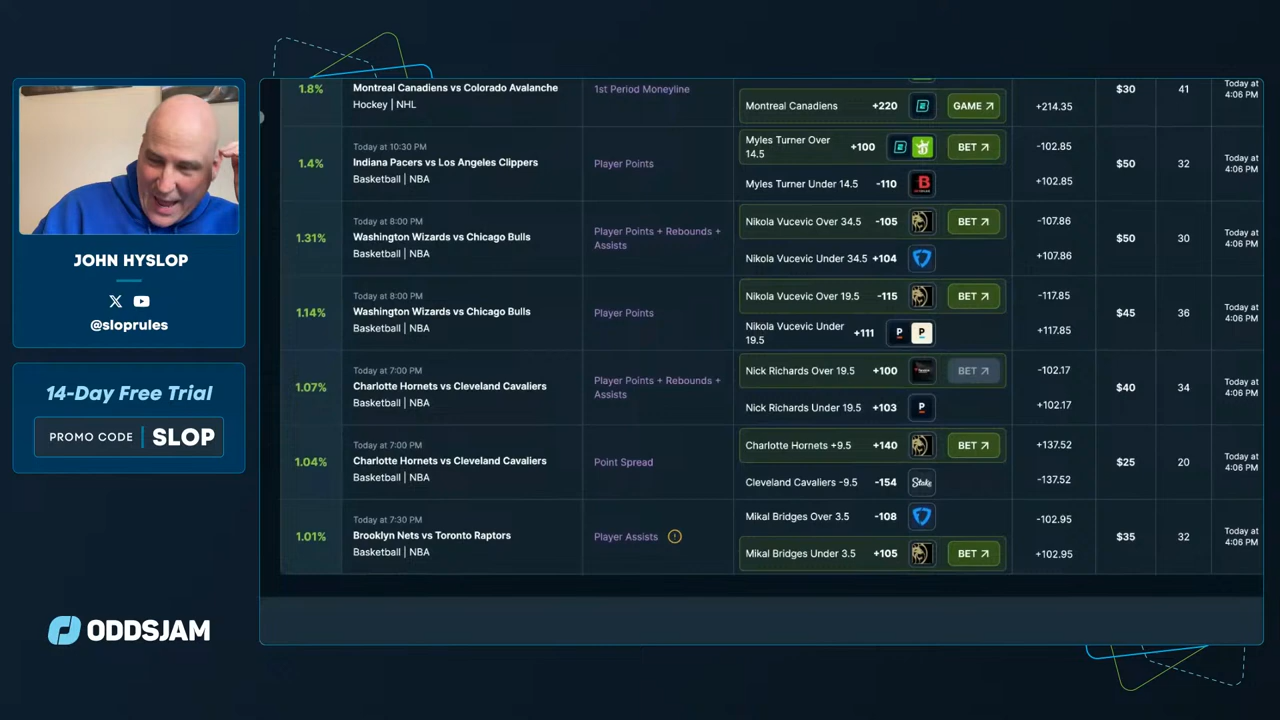 JOHN HYSLOP
@sloprules
14-Day Free Trial
PROMO CODE | SLOP
ODDSJAM
1.8%
Montreal Canadiens vs Colorado Avalanche
Hockey | NHL
1st Period Moneyline
Montreal Canadiens +220 GAME
+214.35
$30
41
Today at
4:06 PM
1.4%
Today at 10:30 PM
Indiana Pacers vs Los Angeles Clippers
Basketball | NBA
Player Points
Myles Turner Over
14.5
+100 BET
Myles Turner Under 14.5 -110
-102.85
+102.85
$50
32
Today at
4:06 PM
1.31%
Today at 8:00 PM
Washington Wizards vs Chicago Bulls
Basketball | NBA
Player Points + Rebounds +
Assists
Nikola Vucevic Over 34.5 -105 BET
Nikola Vucevic Under 34.5 +104
-107.86
+107.86
$50
30
Today at
4:06 PM
1.14%
Today at 8:00 PM
Washington Wizards vs Chicago Bulls
Basketball | NBA
Player Points
Nikola Vucevic Over 19.5 -115 BET
Nikola Vucevic Under
19.5
+111 P P
-117.85
+117.85
$45
36
Today at
4:06 PM
1.07%
Today at 7:00 PM
Charlotte Hornets vs Cleveland Cavaliers
Basketball | NBA
Player Points + Rebounds +
Assists
Nick Richards Over 19.5 +100 BET
Nick Richards Under 19.5 +103 P
-102.17
+102.17
$40
34
Today at
4:06 PM
1.04%
Today at 7:00 PM
Charlotte Hornets vs Cleveland Cavaliers
Basketball | NBA
Point Spread
Charlotte Hornets +9.5 +140 BET
Cleveland Cavaliers -9.5 -154 Stake
+137.52
-137.52
$25
20
Today at
4:06 PM
1.01%
Today at 7:30 PM
Brooklyn Nets vs Toronto Raptors
Basketball | NBA
Player Assists
Mikal Bridges Over 3.5 -108
Mikal Bridges Under 3.5 +105 BET
-102.95
+102.95
$35
32
Today at
4:06 PM